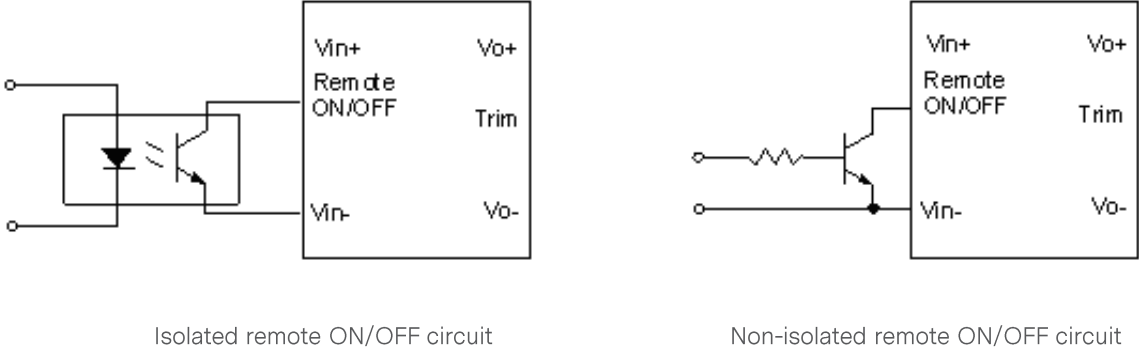 Vin+ Vo+
Remote
ON/OFF
Trim
Vin- Vo-
Vin+ Vo+
Remote
ON/OFF
Trim
Vin- Vo-
Isolated remote ON/OFF circuit
Non-isolated remote ON/OFF circuit